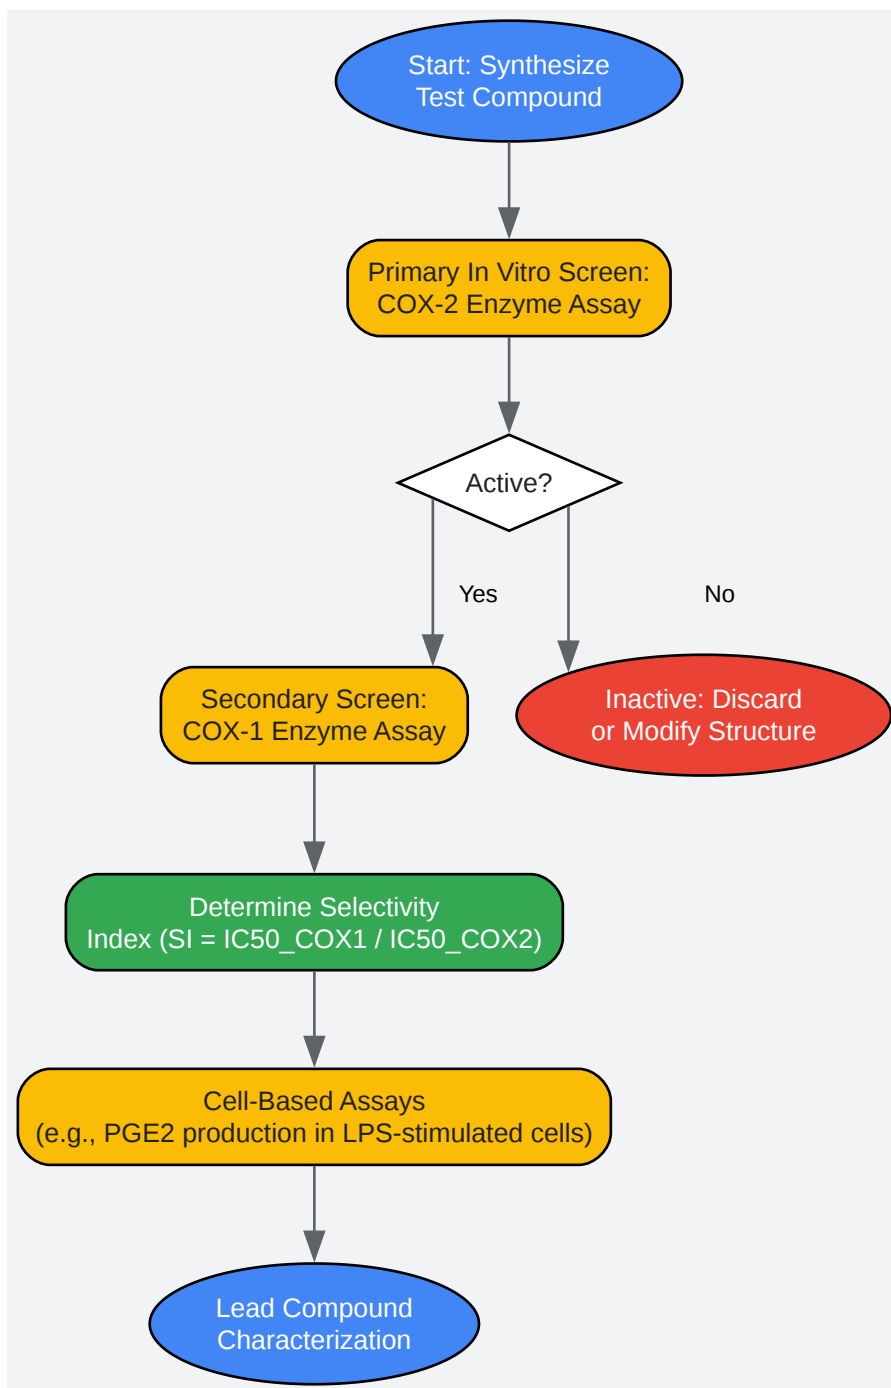 Start: Synthesize
Test Compound
Primary In Vitro Screen:
COX-2 Enzyme Assay
Active?
Yes
No
Secondary Screen:
COX-1 Enzyme Assay
Inactive: Discard
or Modify Structure
Determine Selectivity
Index (SI = IC50_COX1 / IC50_COX2)
Cell-Based Assays
(e.g., PGE2 production in LPS-stimulated cells)
Lead Compound
Characterization